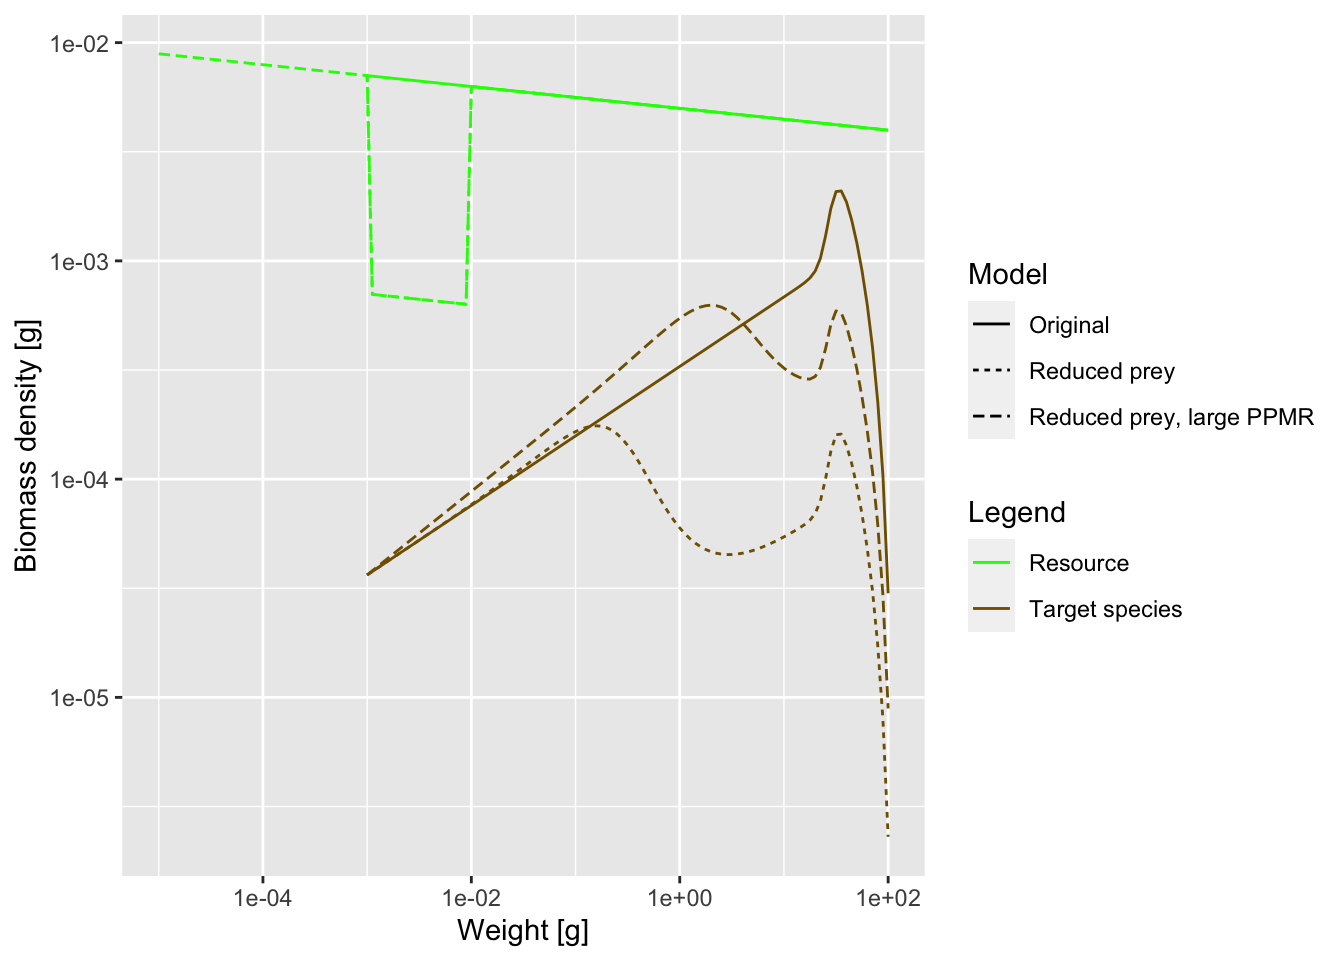 1e-02
1e-03
1e-04
1e-05
Biomass density [g]
1e-04
1e-02
1e+00
1e+02
Weight [g]
Model
Original
Reduced prey
Reduced prey, large PPMR
Legend
Resource
Target species